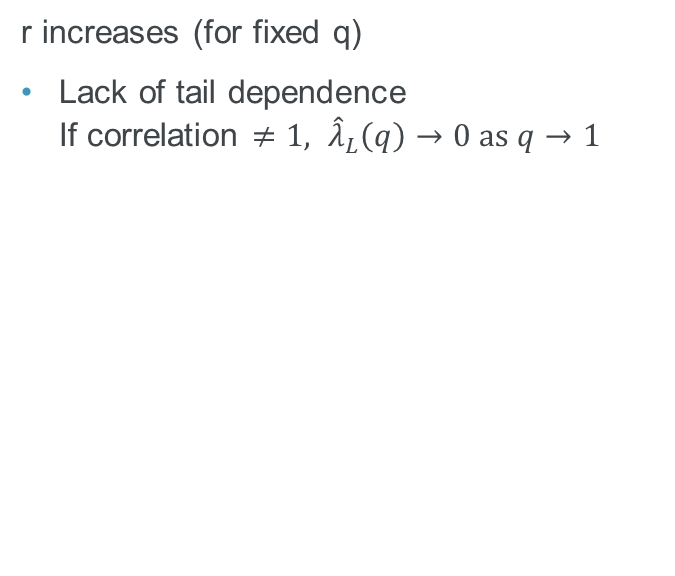 r increases (for fixed q)
• Lack of tail dependence
If correlation ≠ 1, λ̂_L(q) → 0 as q → 1